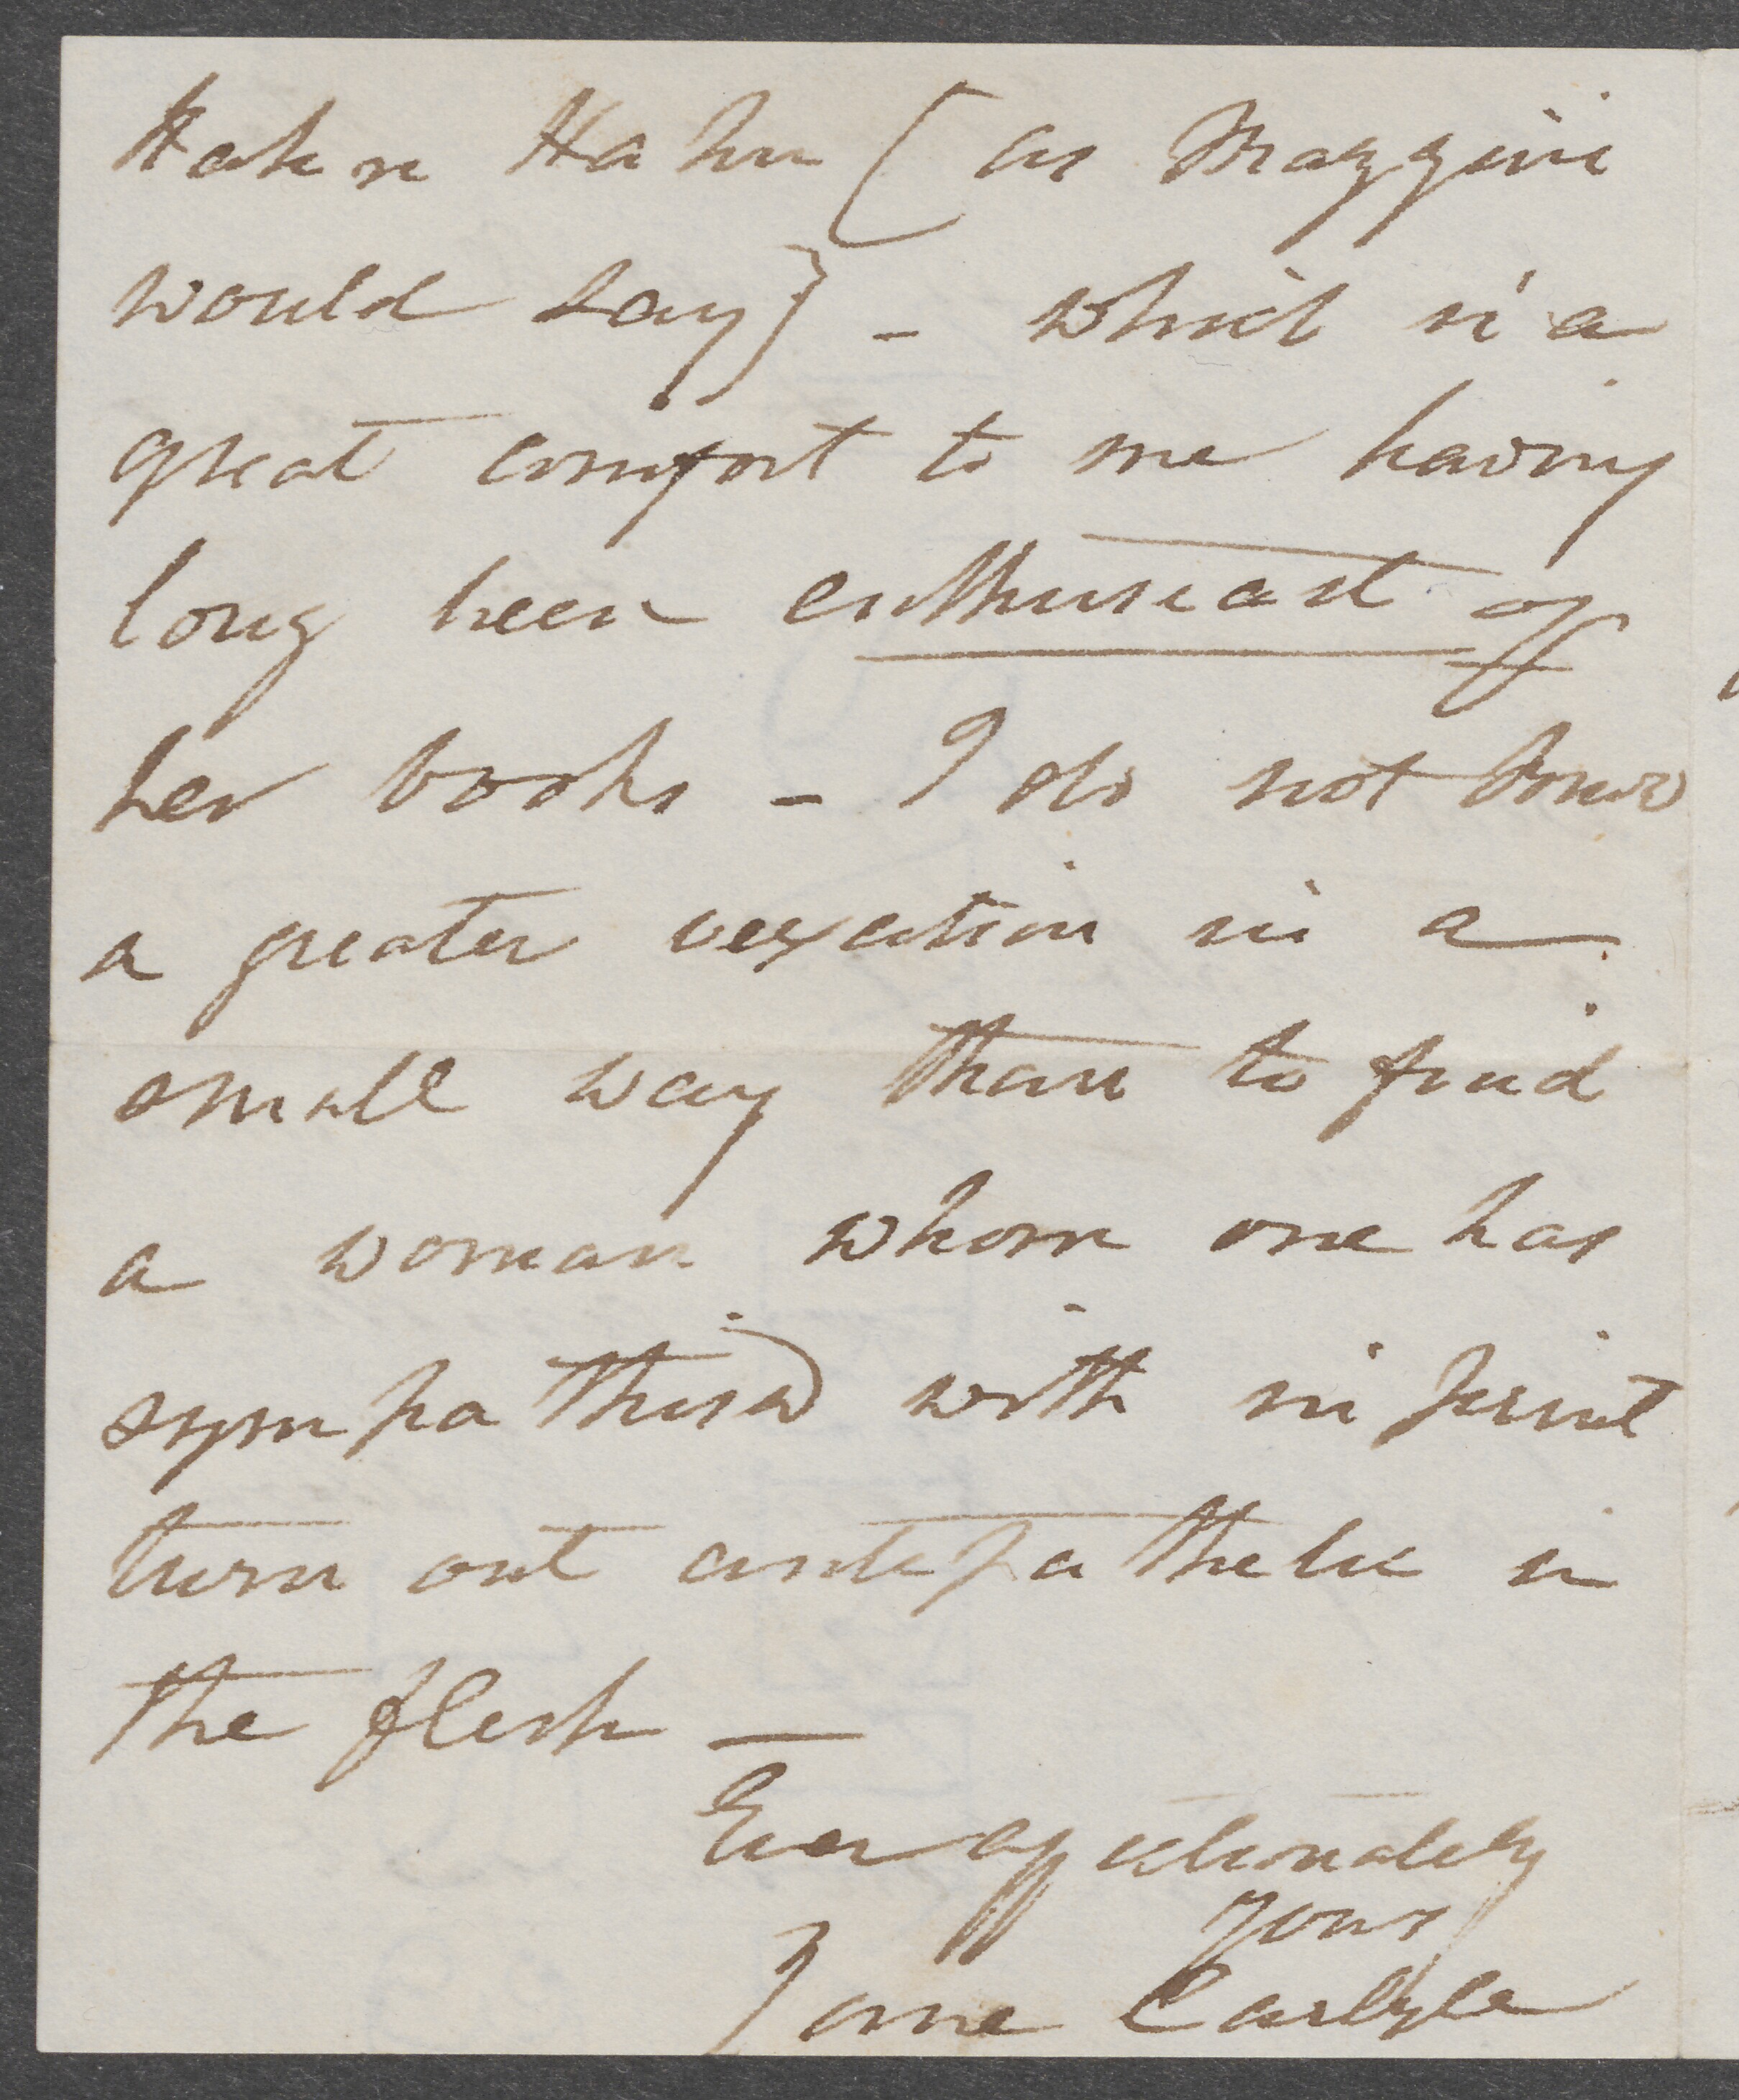 Hahn Hahn (as Mazzini
would say) – which is a
great comfort to me having
long been enthusiast of
her books – I do not know
a greater vexation in a
small way than to find
a woman whom one has
sympathised with in print
turn out antipathetic in
the flesh —
Ever affectionately
yours
Jane Carlyle